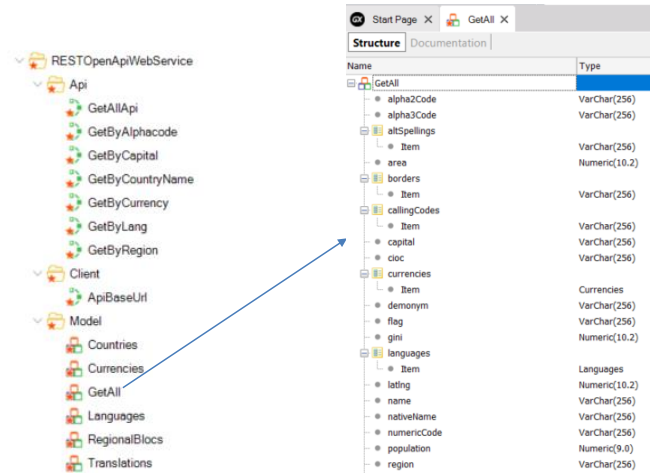 RESTOpenApiWebService
Api
GetAllApi
GetByAlphacode
GetByCapital
GetByCountryName
GetByCurrency
GetByLang
GetByRegion
Client
ApiBaseUrl
Model
Countries
Currencies
GetAll
Languages
RegionalBlocs
Translations
GX Start Page X GetAll X
Structure Documentation
Name Type
GetAll
alpha2Code VarChar(256)
alpha3Code VarChar(256)
altSpellings
Item VarChar(256)
area Numeric(10.2)
borders
Item VarChar(256)
callingCodes
Item VarChar(256)
capital VarChar(256)
cioc VarChar(256)
currencies
Item Currencies
demonym VarChar(256)
flag VarChar(256)
gini Numeric(10.2)
languages
Item Languages
latlng Numeric(10.2)
name VarChar(256)
nativeName VarChar(256)
numericCode VarChar(256)
population Numeric(9.0)
region VarChar(256)